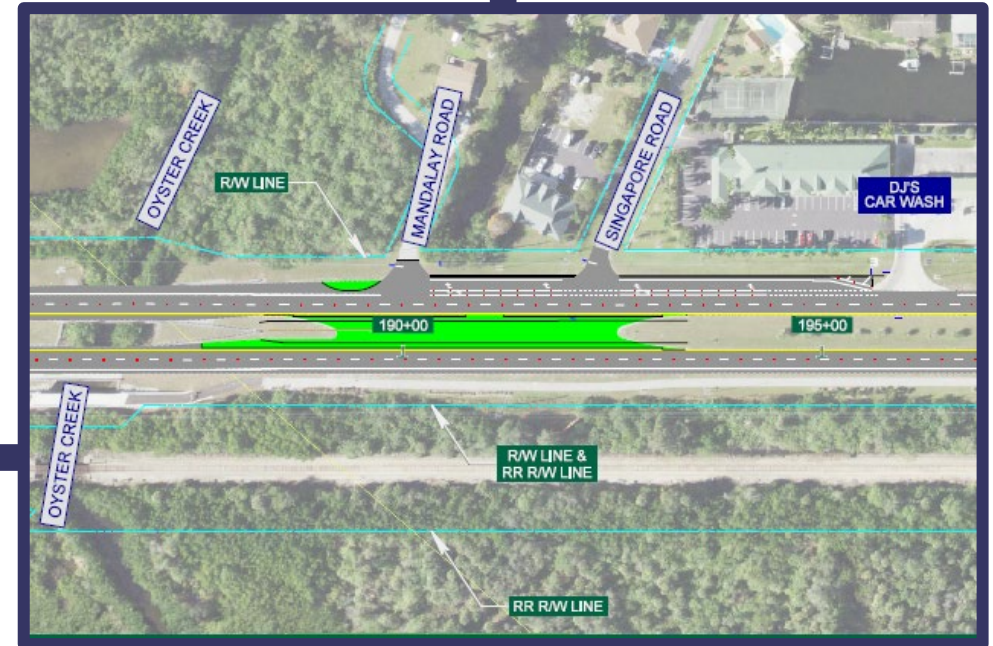 OYSTER CREEK
R/W LINE
MANDALAY ROAD
SINGAPORE ROAD
DJ'S
CAR WASH
190+00
195+00
OYSTER CREEK
R/W LINE &
RR R/W LINE
RR R/W LINE